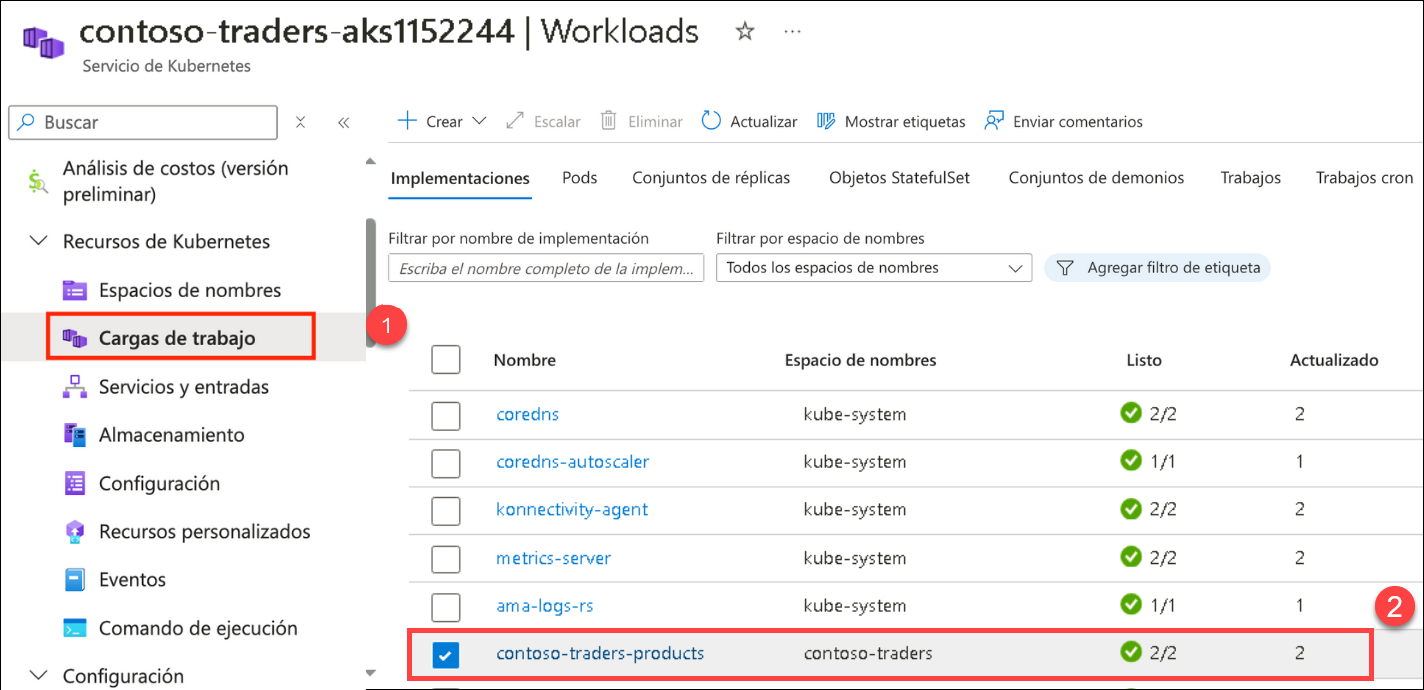 contoso-traders-aks1152244 | Workloads
Servicio de Kubernetes
Buscar
Crear
Escalar
Eliminar
Actualizar
Mostrar etiquetas
Enviar comentarios
Análisis de costos (versión
preliminar)
Recursos de Kubernetes
Espacios de nombres
Cargas de trabajo
1
Servicios y entradas
Almacenamiento
Configuración
Recursos personalizados
Eventos
Comando de ejecución
Configuración
Implementaciones Pods Conjuntos de réplicas Objetos StatefulSet Conjuntos de demonios Trabajos Trabajos cron
Filtrar por nombre de implementación
Escriba el nombre completo de la implem...
Filtrar por espacio de nombres
Todos los espacios de nombres
Agregar filtro de etiqueta
Nombre Espacio de nombres Listo Actualizado
coredns kube-system 2/2 2
coredns-autoscaler kube-system 1/1 1
konnectivity-agent kube-system 2/2 2
metrics-server kube-system 2/2 2
ama-logs-rs kube-system 1/1 1
2
contoso-traders-products contoso-traders 2/2 2